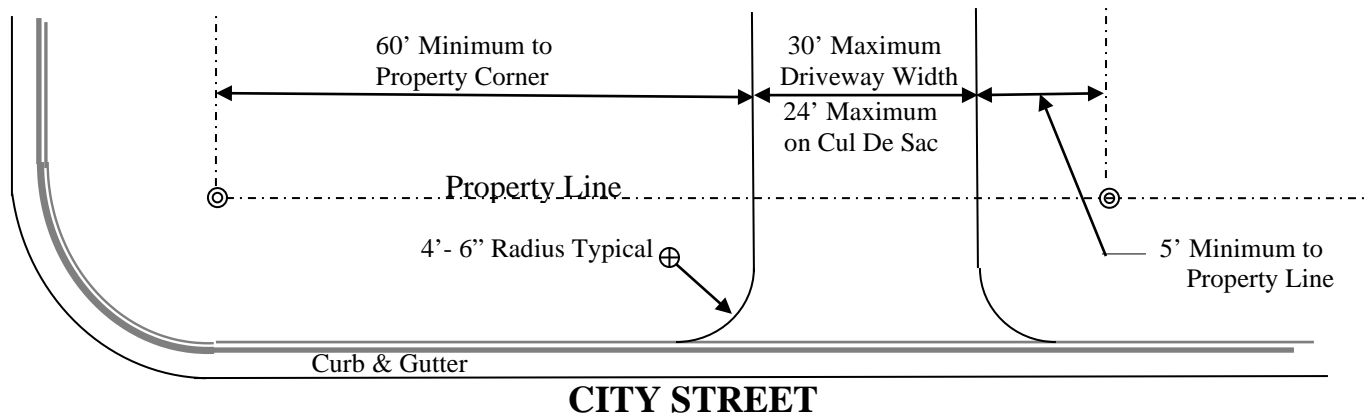 60’ Minimum to
Property Corner
30’ Maximum
Driveway Width
24’ Maximum
on Cul De Sac
Property Line
4’- 6” Radius Typical
5’ Minimum to
Property Line
Curb & Gutter
CITY STREET